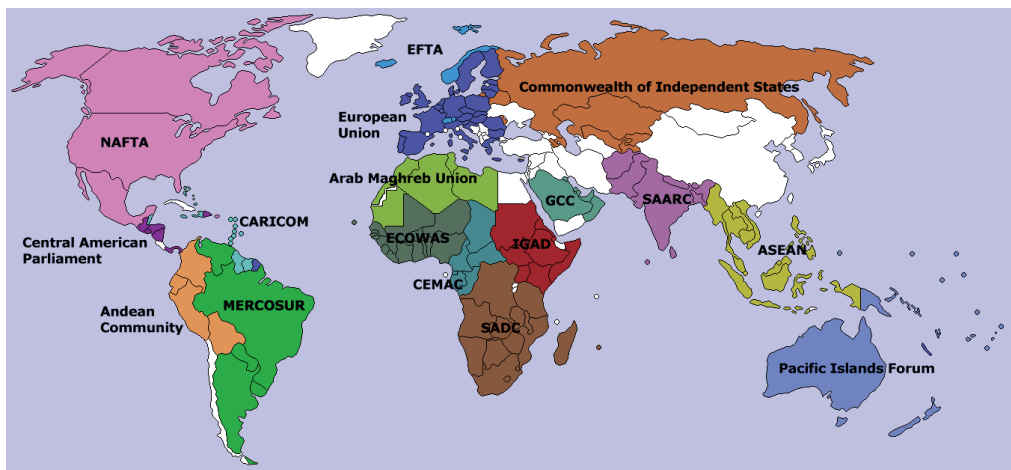 EFTA
Commonwealth of Independent States
European
Union
NAFTA
Arab Maghreb Union
GCC
SAARC
CARICOM
ECOWAS
IGAD
ASEAN
Central American
Parliament
CEMAC
MERCOSUR
Andean
Community
SADC
Pacific Islands Forum